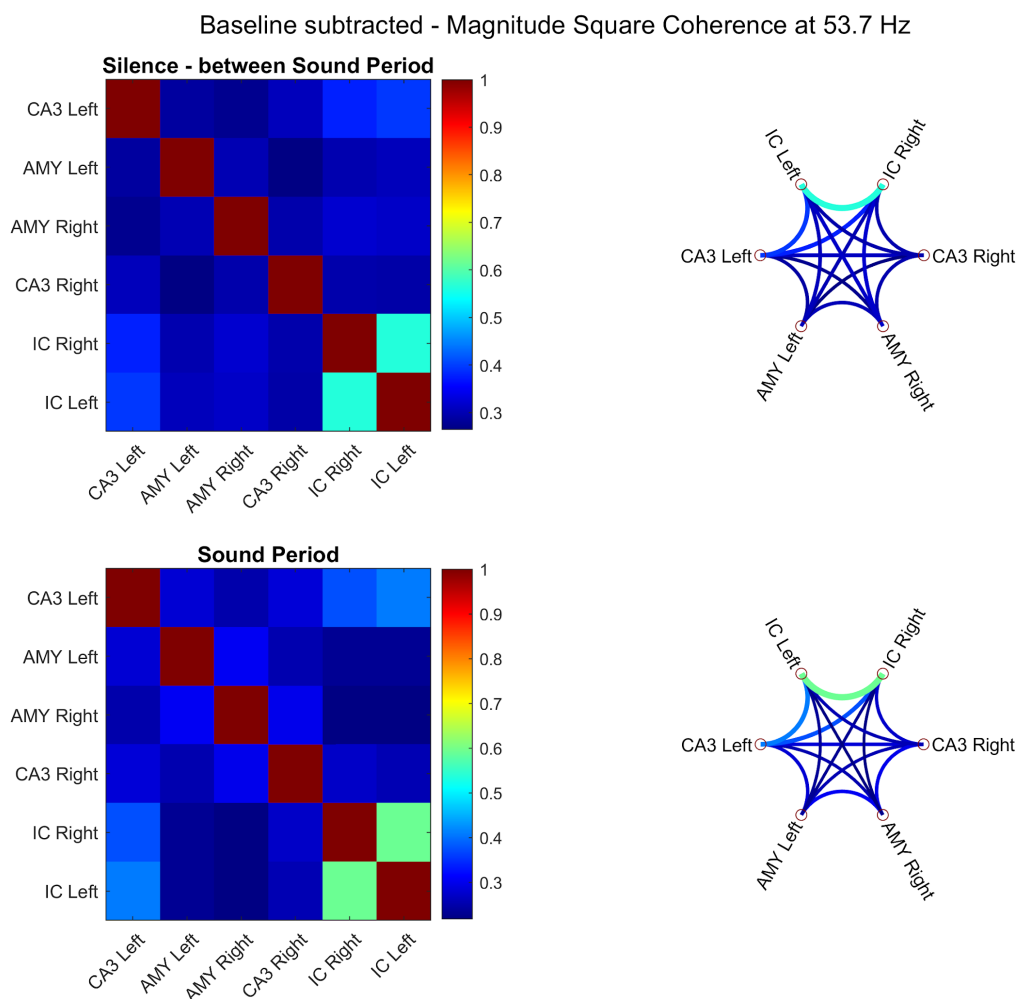 Baseline subtracted - Magnitude Square Coherence at 53.7 Hz
Silence - between Sound Period
CA3 Left
AMY Left
AMY Right
CA3 Right
IC Right
IC Left
CA3 Left
AMY Left
AMY Right
CA3 Right
IC Right
IC Left
1
0.9
0.8
0.7
0.6
0.5
0.4
0.3
IC Left
IC Right
CA3 Left
CA3 Right
AMY Left
AMY Right
Sound Period
CA3 Left
AMY Left
AMY Right
CA3 Right
IC Right
IC Left
CA3 Left
AMY Left
AMY Right
CA3 Right
IC Right
IC Left
1
0.9
0.8
0.7
0.6
0.5
0.4
0.3
IC Left
IC Right
CA3 Left
CA3 Right
AMY Left
AMY Right